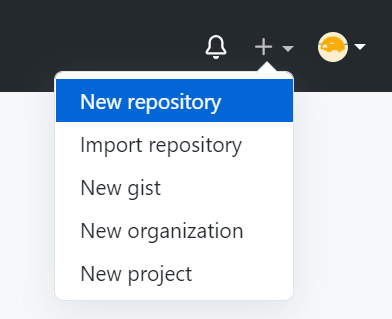 New repository
Import repository
New gist
New organization
New project